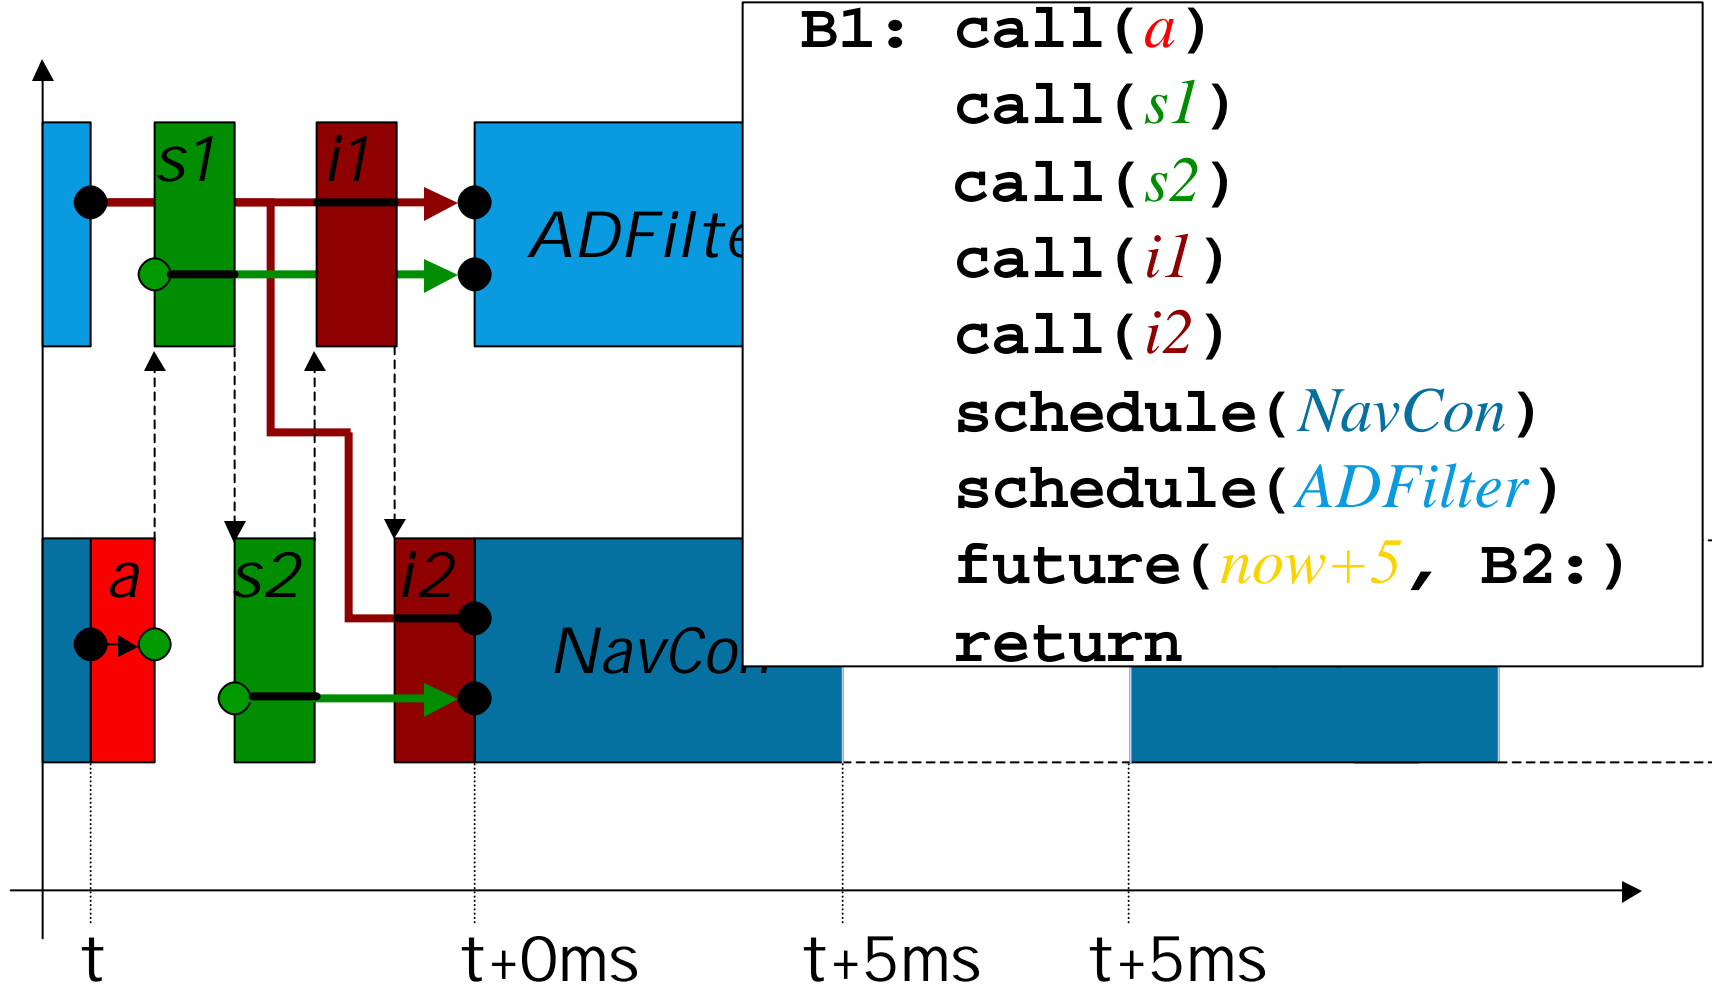 B1: call(a)
call(s1)
call(s2)
call(i1)
call(i2)
schedule(NavCon)
schedule(ADFilter)
future(now+5, B2:)
return
s1
i1
ADFilte
a
s2
i2
NavCon
t
t+0ms
t+5ms
t+5ms